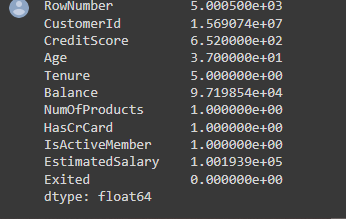 RowNumber 5.000500e+03
CustomerId 1.569074e+07
CreditScore 6.520000e+02
Age 3.700000e+01
Tenure 5.000000e+00
Balance 9.719854e+04
NumOfProducts 1.000000e+00
HasCrCard 1.000000e+00
IsActiveMember 1.000000e+00
EstimatedSalary 1.001939e+05
Exited 0.000000e+00
dtype: float64